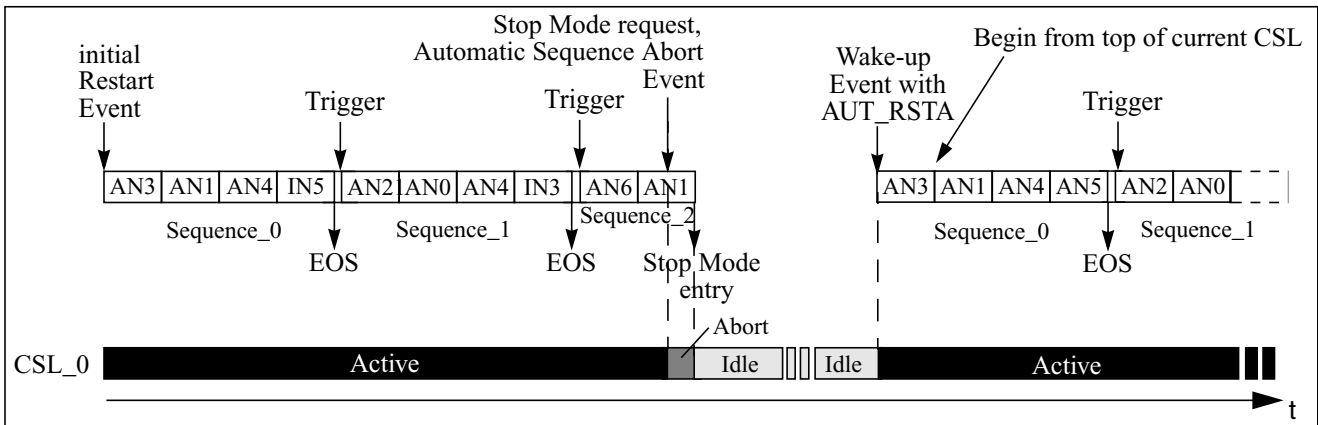 Stop Mode request,
Automatic Sequence Abort
Event
initial
Restart
Event
Trigger
Trigger
Wake-up
Event with
AUT_RSTA
Begin from top of current CSL
Trigger
AN3 AN1 AN4 IN5 AN21 AN0 AN4 IN3 AN6 AN1
AN3 AN1 AN4 AN5 AN2 AN0
Sequence_0
Sequence_1
Sequence_2
Sequence_0
Sequence_1
EOS
EOS
Stop Mode
entry
EOS
Abort
CSL_0
Active
Idle
Idle
Active
t